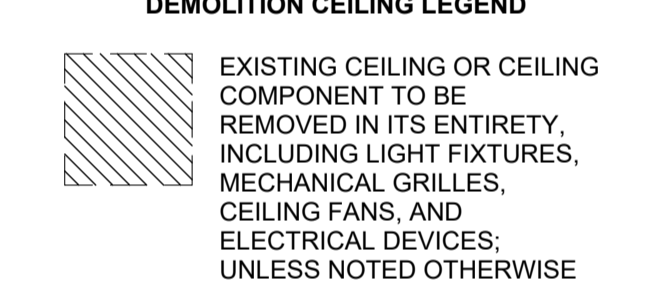 DEMOLITION CEILING LEGEND
EXISTING CEILING OR CEILING
COMPONENT TO BE
REMOVED IN ITS ENTIRETY,
INCLUDING LIGHT FIXTURES,
MECHANICAL GRILLES,
CEILING FANS, AND
ELECTRICAL DEVICES;
UNLESS NOTED OTHERWISE